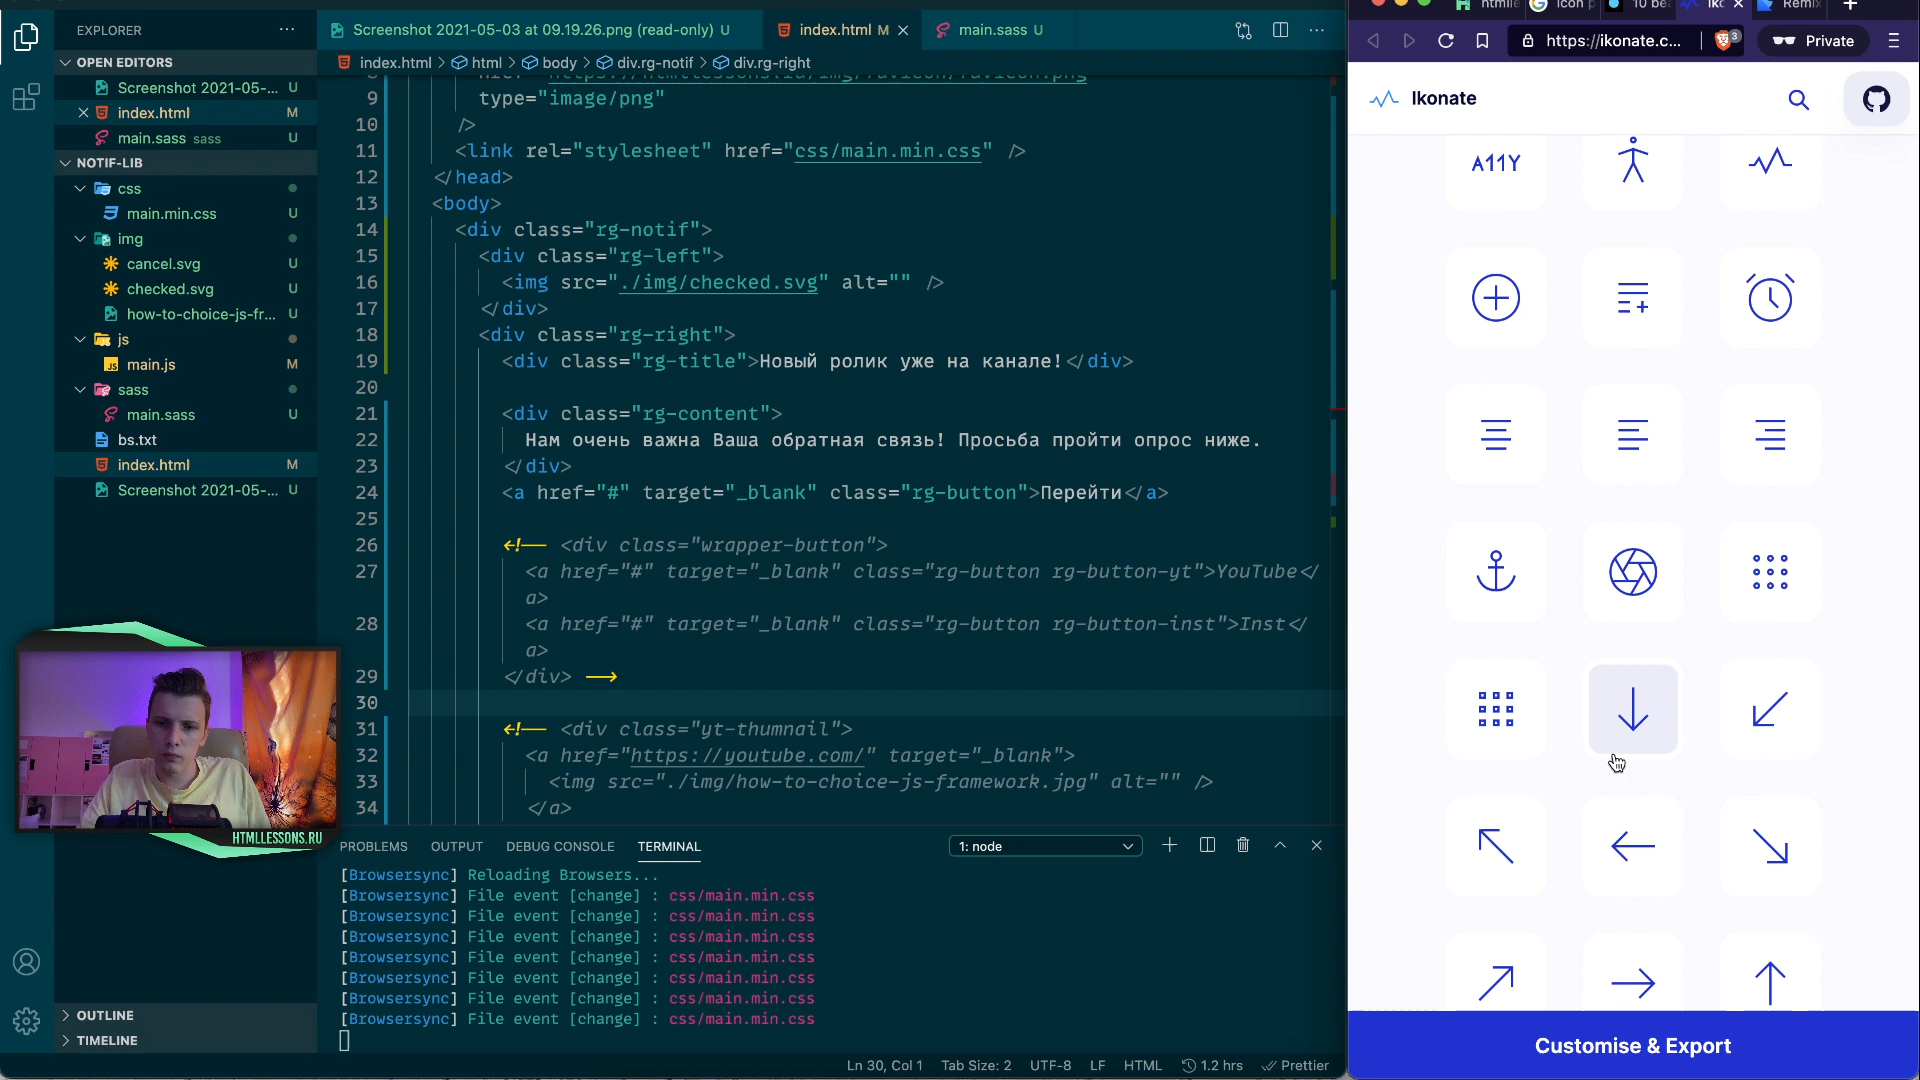 EXPLORER
OPEN EDITORS
Screenshot 2021-05-... U
index.html M
main.sass sass U
NOTIF-LIB
css
main.min.css U
img
cancel.svg U
checked.svg U
how-to-choice-js-fr... U
js
main.js M
sass
main.sass U
bs.txt
index.html M
Screenshot 2021-05-... U
OUTLINE
TIMELINE
HTMLLESSONS.RU
Screenshot 2021-05-03 at 09.19.26.png (read-only) U
index.html M
main.sass U
index.html > html > body > div.rg-notif > div.rg-right
9 type="image/png"
10 />
11 <link rel="stylesheet" href="css/main.min.css" />
12 </head>
13 <body>
14 <div class="rg-notif">
15 <div class="rg-left">
16 <img src="./img/checked.svg" alt="" />
17 </div>
18 <div class="rg-right">
19 <div class="rg-title">Новый ролик уже на канале!</div>
20
21 <div class="rg-content">
22 Нам очень важна Ваша обратная связь! Просьба пройти опрос ниже.
23 </div>
24 <a href="#" target="_blank" class="rg-button">Перейти</a>
25
26 <!-- <div class="wrapper-button">
27 <a href="#" target="_blank" class="rg-button rg-button-yt">YouTube</
a>
28 <a href="#" target="_blank" class="rg-button rg-button-inst">Inst</
a>
29 </div> -->
30
31 <!-- <div class="yt-thumnail">
32 <a href="https://youtube.com/" target="_blank">
33 <img src="./img/how-to-choice-js-framework.jpg" alt="" />
34 </a>
PROBLEMS OUTPUT DEBUG CONSOLE TERMINAL 1: node
[Browsersync] Reloading Browsers...
[Browsersync] File event [change] : css/main.min.css
[Browsersync] File event [change] : css/main.min.css
[Browsersync] File event [change] : css/main.min.css
[Browsersync] File event [change] : css/main.min.css
[Browsersync] File event [change] : css/main.min.css
[Browsersync] File event [change] : css/main.min.css
[Browsersync] File event [change] : css/main.min.css
Ln 30, Col 1 Tab Size: 2 UTF-8 LF HTML 1.2 hrs Prettier
https://ikonate.c... 3 Private
Ikonate
A11Y
Customise & Export